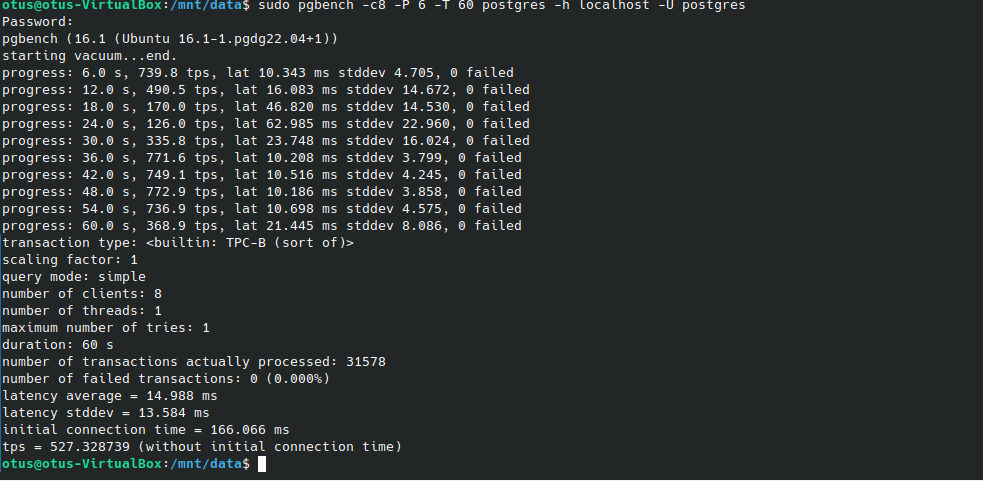 otus@otus-VirtualBox:/mnt/data$ sudo pgbench -c8 -P 6 -T 60 postgres -h localhost -U postgres
Password:
pgbench (16.1 (Ubuntu 16.1-1.pgdg22.04+1))
starting vacuum...end.
progress: 6.0 s, 739.8 tps, lat 10.343 ms stddev 4.705, 0 failed
progress: 12.0 s, 490.5 tps, lat 16.083 ms stddev 14.672, 0 failed
progress: 18.0 s, 170.0 tps, lat 46.820 ms stddev 14.530, 0 failed
progress: 24.0 s, 126.0 tps, lat 62.985 ms stddev 22.960, 0 failed
progress: 30.0 s, 335.8 tps, lat 23.748 ms stddev 16.024, 0 failed
progress: 36.0 s, 771.6 tps, lat 10.208 ms stddev 3.799, 0 failed
progress: 42.0 s, 749.1 tps, lat 10.516 ms stddev 4.245, 0 failed
progress: 48.0 s, 772.9 tps, lat 10.186 ms stddev 3.858, 0 failed
progress: 54.0 s, 736.9 tps, lat 10.698 ms stddev 4.575, 0 failed
progress: 60.0 s, 368.9 tps, lat 21.445 ms stddev 8.086, 0 failed
transaction type: <builtin: TPC-B (sort of)>
scaling factor: 1
query mode: simple
number of clients: 8
number of threads: 1
maximum number of tries: 1
duration: 60 s
number of transactions actually processed: 31578
number of failed transactions: 0 (0.000%)
latency average = 14.988 ms
latency stddev = 13.584 ms
initial connection time = 166.066 ms
tps = 527.328739 (without initial connection time)
otus@otus-VirtualBox:/mnt/data$